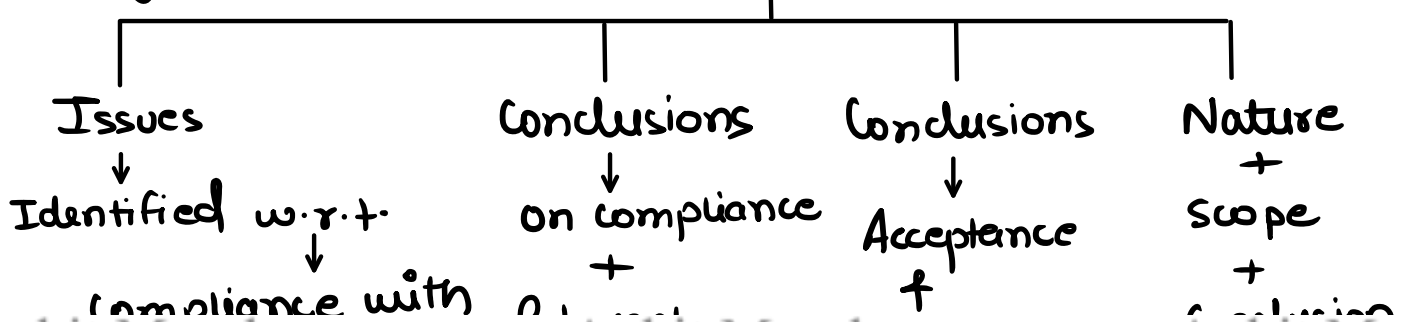 Issues Conclusions Conclusions Nature
↓ ↓ ↓ +
Identified w.r.t. on compliance Acceptance scope
↓ + + +
compliance with